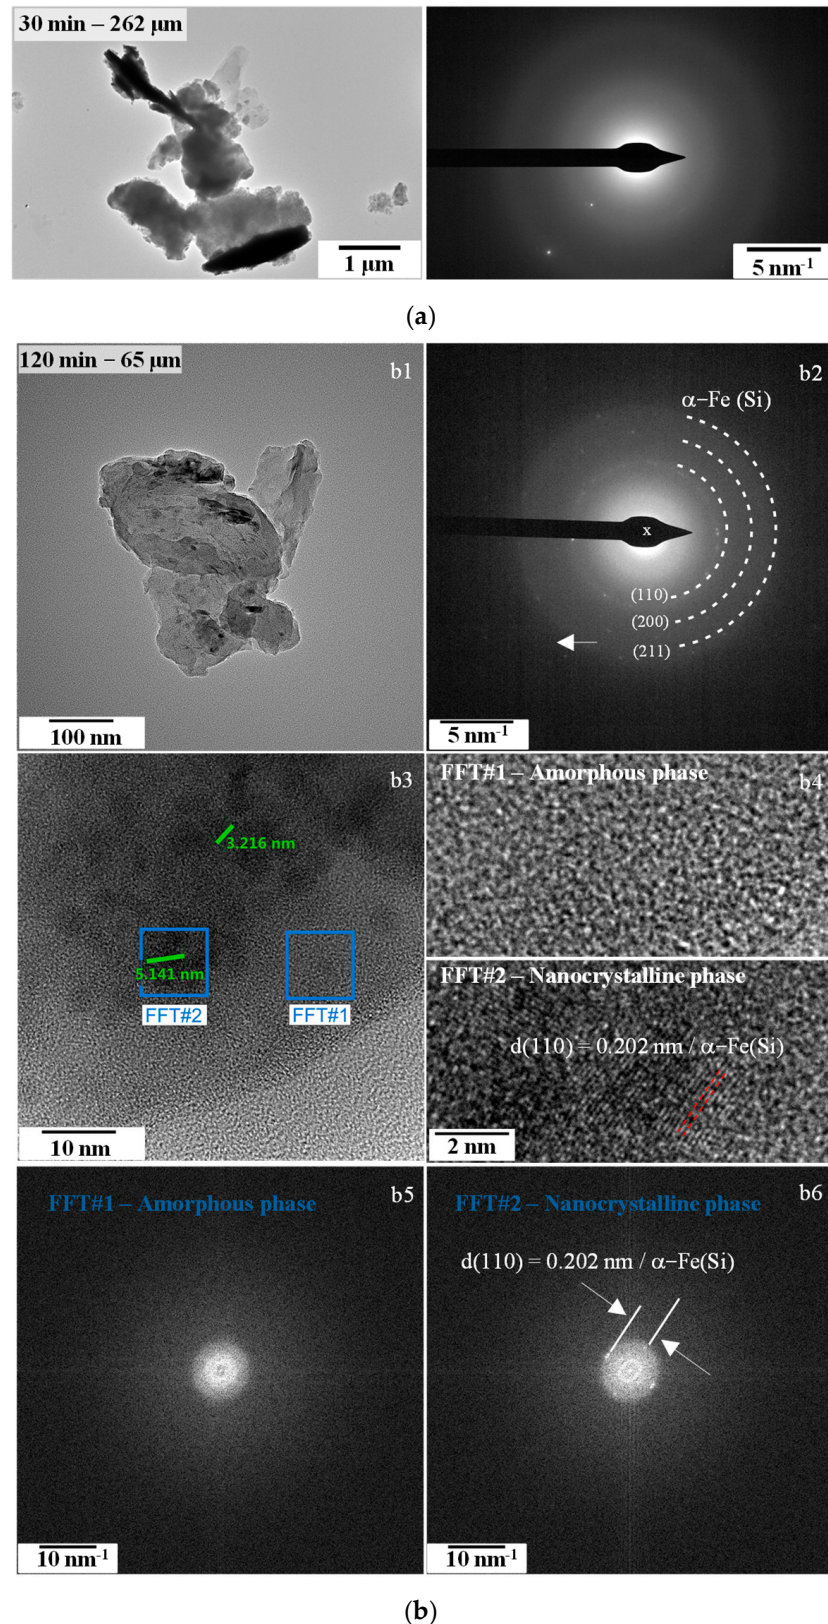 30 min – 262 µm
1 µm
5 nm-1
(a)
120 min – 65 µm
b1
100 nm
b2
α–Fe (Si)
x
(110)
(200)
(211)
5 nm-1
b3
3.216 nm
5.141 nm
FFT#2
FFT#1
10 nm
FFT#1 – Amorphous phase
b4
FFT#2 – Nanocrystalline phase
d(110) = 0.202 nm / α–Fe(Si)
2 nm
FFT#1 – Amorphous phase
b5
10 nm-1
FFT#2 – Nanocrystalline phase
b6
d(110) = 0.202 nm / α–Fe(Si)
10 nm-1
(b)